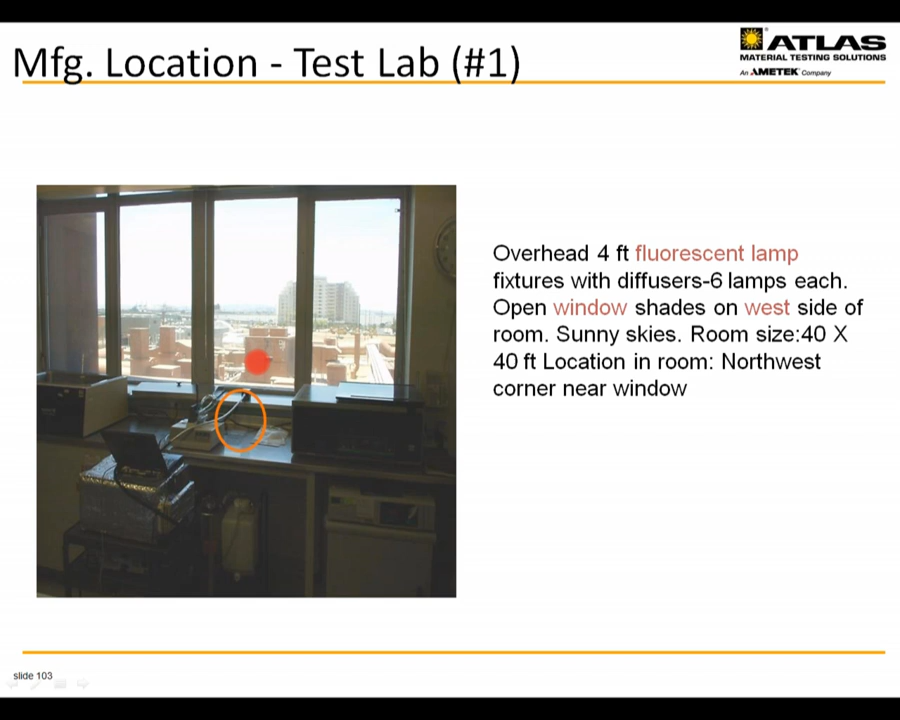 Mfg. Location - Test Lab (#1)
ATLAS
MATERIAL TESTING SOLUTIONS
An AMETEK Company
Overhead 4 ft fluorescent lamp
fixtures with diffusers-6 lamps each.
Open window shades on west side of
room. Sunny skies. Room size:40 X
40 ft Location in room: Northwest
corner near window
slide 103